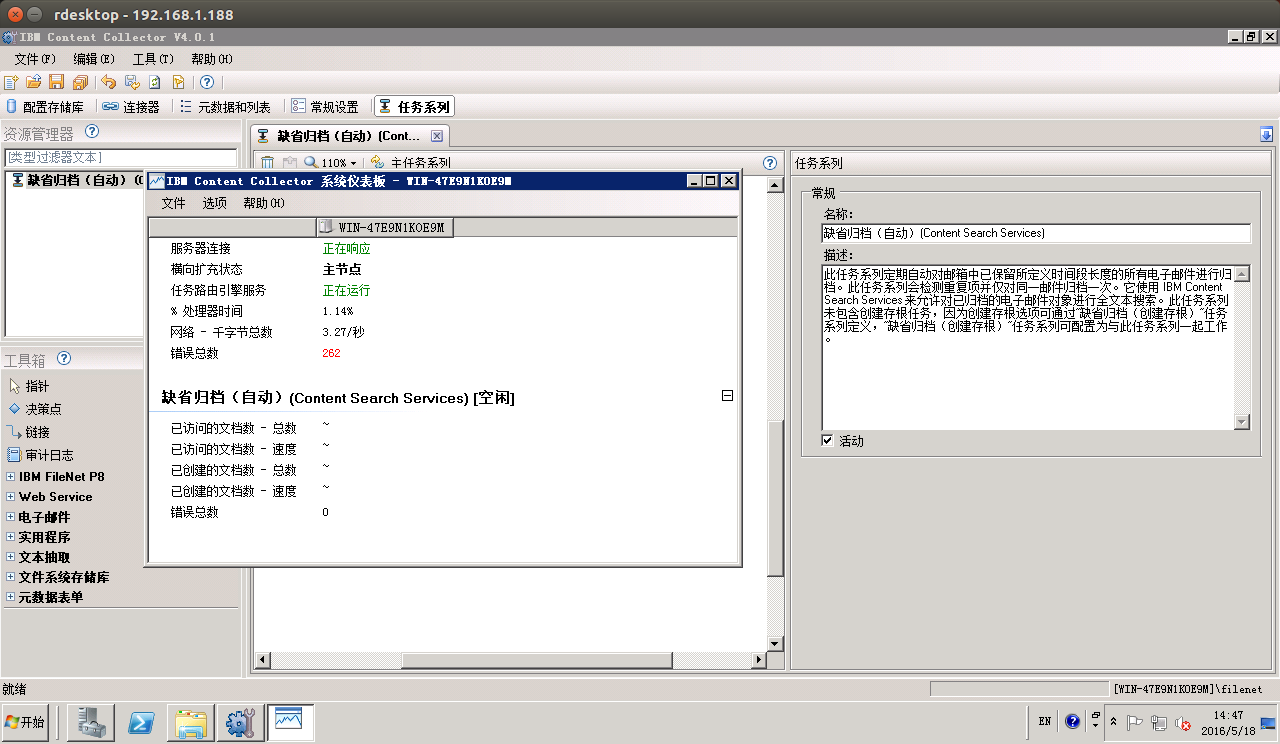 rdesktop - 192.168.1.188
IBM Content Collector V4.0.1
文件(F) 编辑(E) 工具(T) 帮助(H)
配置存储库 连接器 元数据和列表 常规设置 任务系列
资源管理器
[类型过滤器文本]
缺省归档（自动）(C
缺省归档（自动）(Cont...
110% 主任务系列
IBM Content Collector 系统仪表板 - WIN-47E9N1KOE9M
文件 选项 帮助(H)
WIN-47E9N1KOE9M
服务器连接 正在响应
横向扩充状态 主节点
任务路由引擎服务 正在运行
% 处理器时间 1.14%
网络 - 千字节总数 3.27/秒
错误总数 262
缺省归档（自动）(Content Search Services) [空闲]
已访问的文档数 - 总数 ~
已访问的文档数 - 速度 ~
已创建的文档数 - 总数 ~
已创建的文档数 - 速度 ~
错误总数 0
工具箱
指针
决策点
链接
审计日志
IBM FileNet P8
Web Service
电子邮件
实用程序
文本抽取
文件系统存储库
元数据表单
任务系列
常规
名称:
缺省归档（自动）(Content Search Services)
描述:
此任务系列定期自动对邮箱中已保留所定义时间段长度的所有电子邮件进行归
档。此任务系列会检测重复项并仅对同一邮件归档一次。它使用 IBM Content
Search Services 来允许对已归档的电子邮件对象进行全文本搜索。此任务系列
未包含创建存根任务，因为创建存根选项可通过“缺省归档（创建存根）”任务
系列定义，“缺省归档（创建存根）”任务系列可配置为与此任务系列一起工作
。
活动
就绪
[WIN-47E9N1KOE9M]\filenet
开始
EN
14:47
2016/5/18